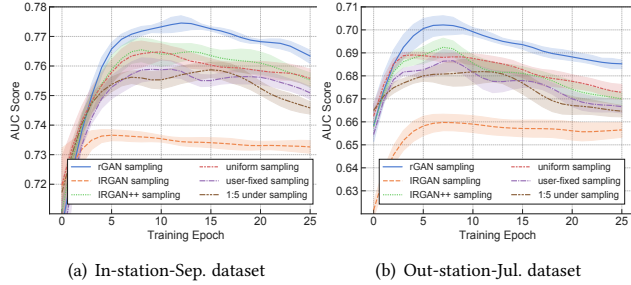 0.78
0.77
0.76
0.75
0.74
0.73
0.72
AUC Score
rGAN sampling
IRGAN sampling
IRGAN++ sampling
uniform sampling
user-fixed sampling
1:5 under sampling
0 5 10 15 20 25
Training Epoch
(a) In-station-Sep. dataset
0.71
0.70
0.69
0.68
0.67
0.66
0.65
0.64
0.63
AUC Score
rGAN sampling
IRGAN sampling
IRGAN++ sampling
uniform sampling
user-fixed sampling
1:5 under sampling
0 5 10 15 20 25
Training Epoch
(b) Out-station-Jul. dataset